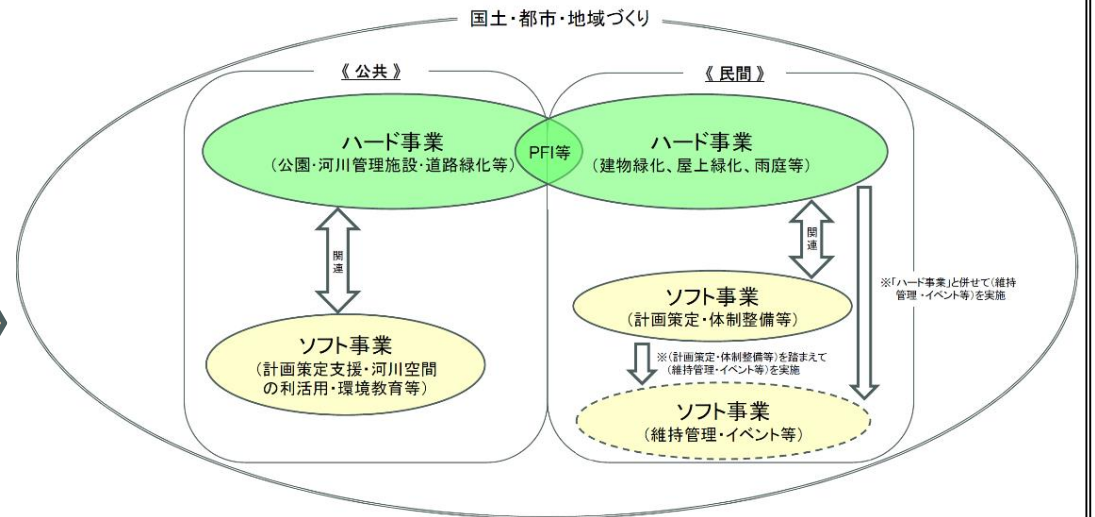 国土・都市・地域づくり
《 公共 》
《 民間 》
ハード事業
(公園・河川管理施設・道路緑化等)
PFI等
ハード事業
(建物緑化、屋上緑化、雨庭等)
関連
関連
ソフト事業
(計画策定支援・河川空間
の利活用・環境教育等)
ソフト事業
(計画策定・体制整備等)
※「ハード事業」と併せて(維持
管理・イベント等)を実施
※(計画策定・体制整備等)を踏まえて
(維持管理・イベント等)を実施
ソフト事業
(維持管理・イベント等)